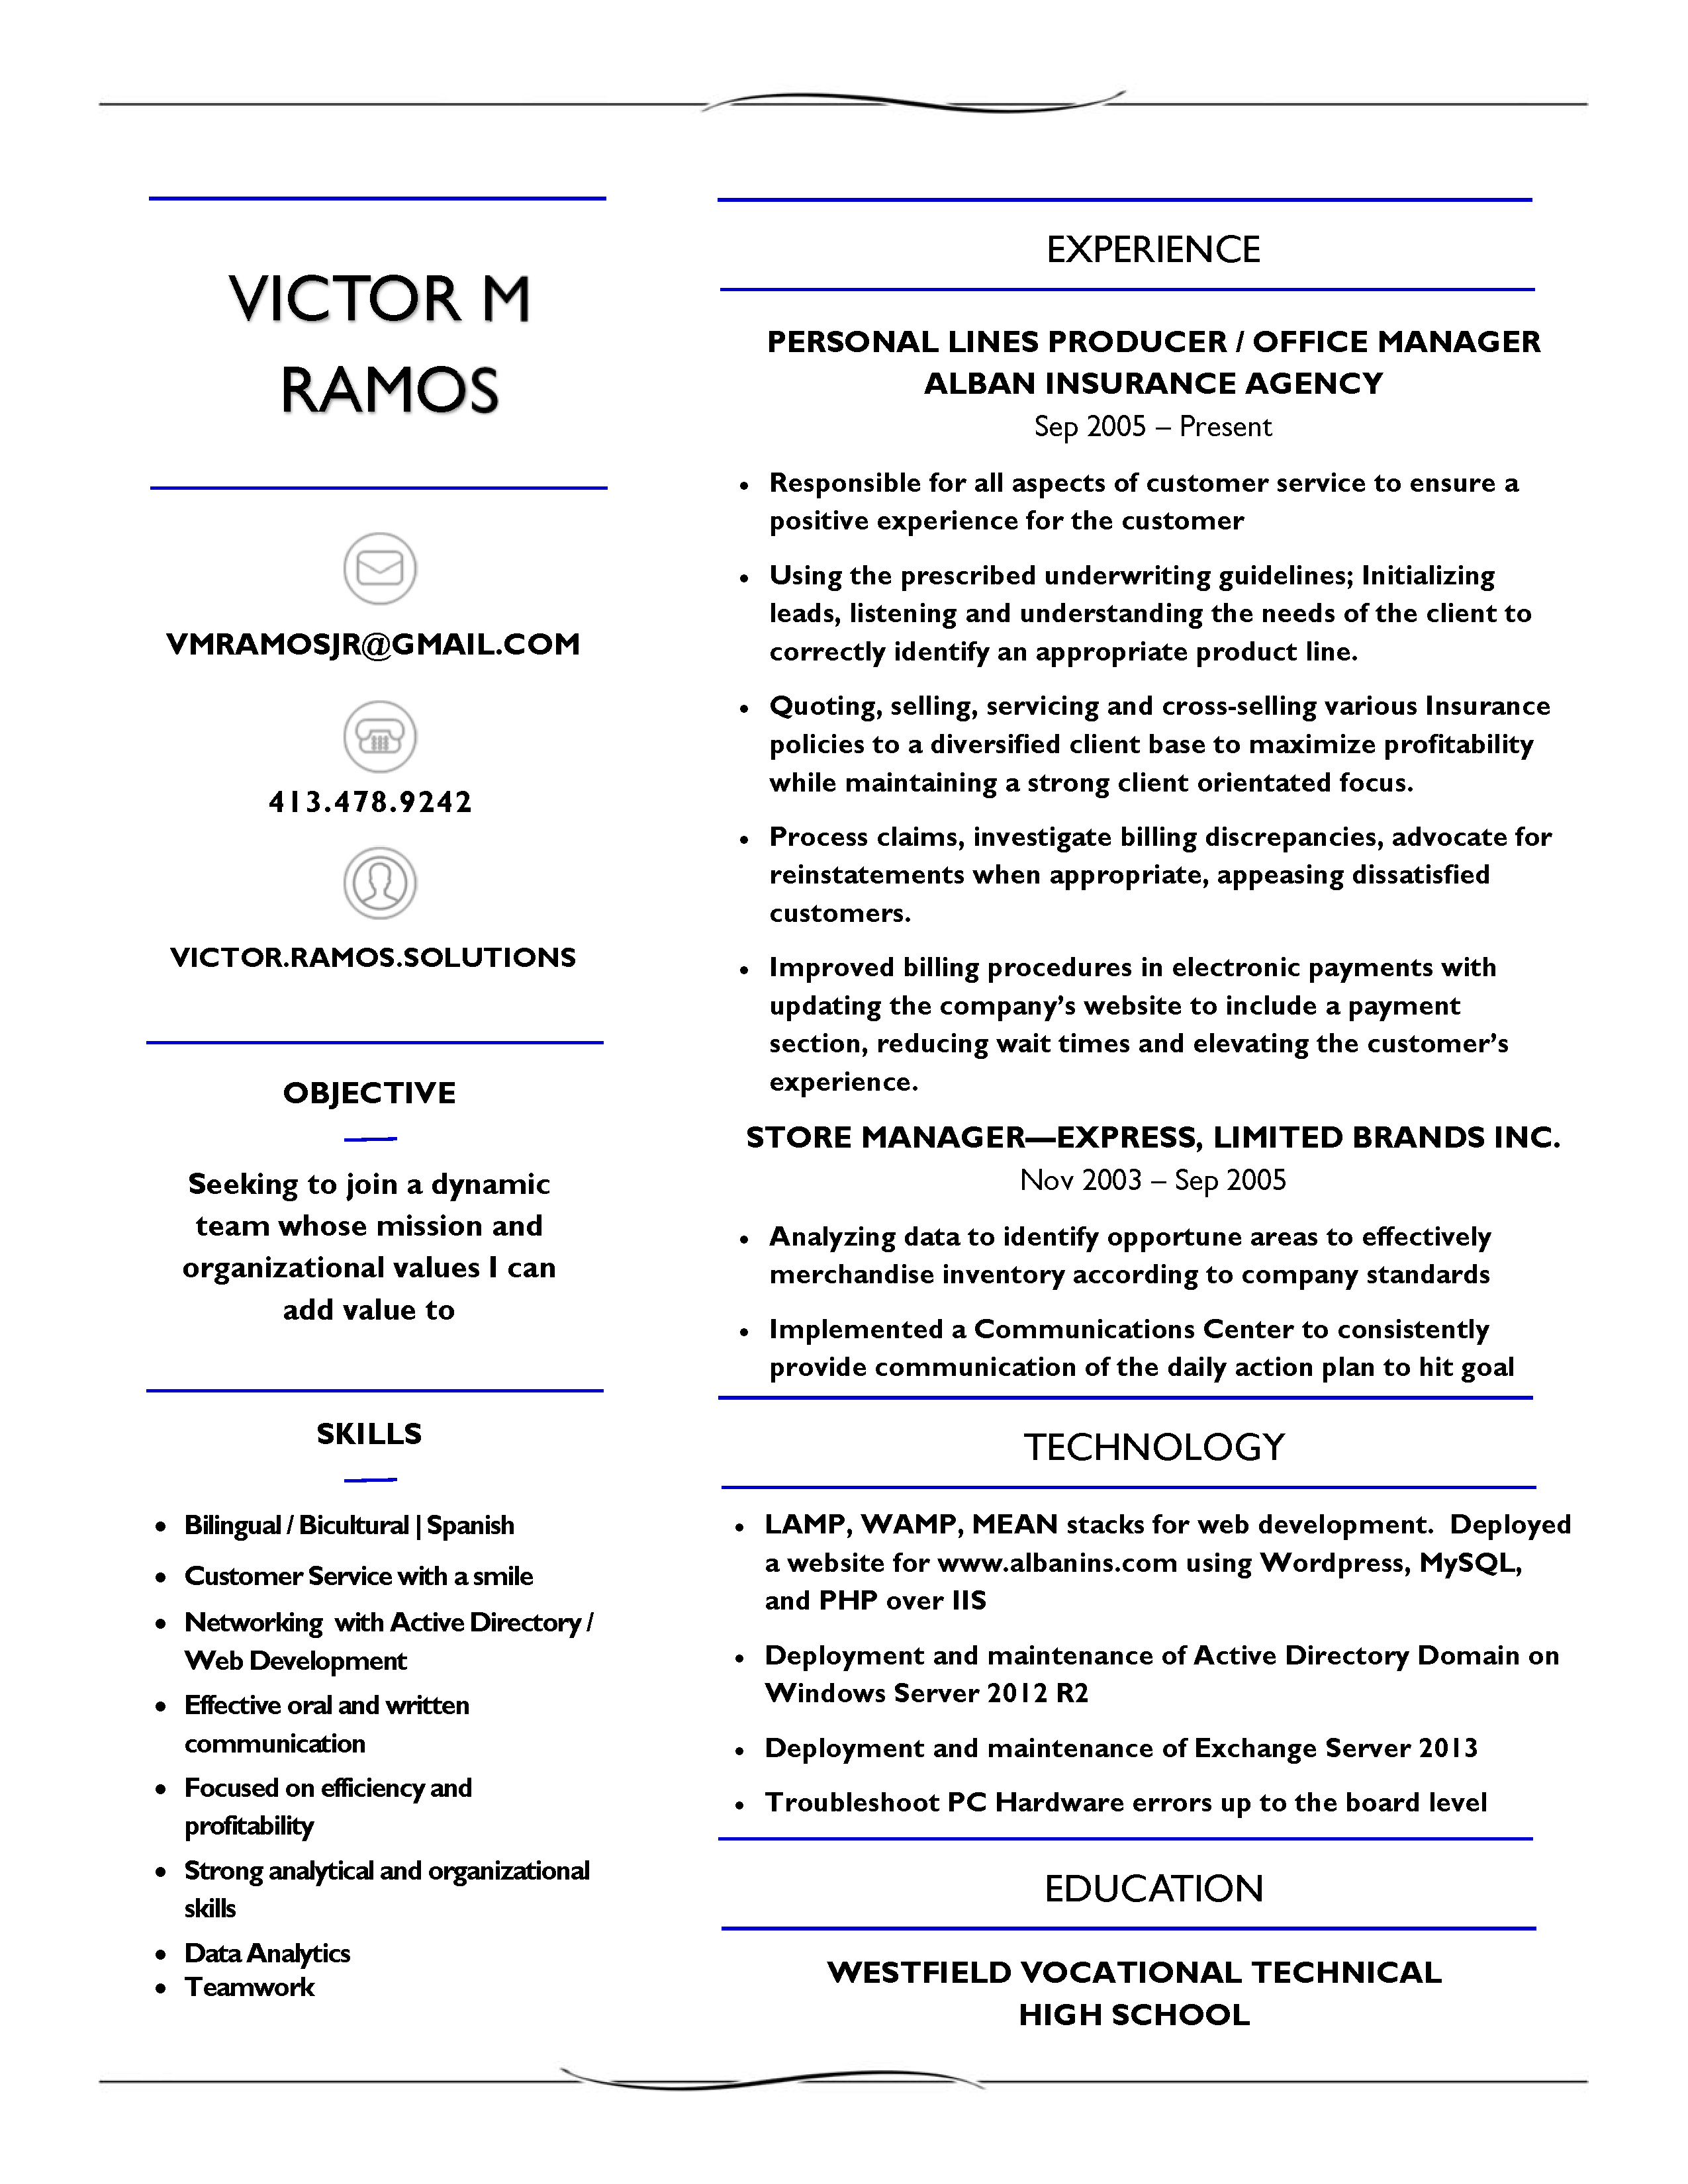 VICTOR M
RAMOS
VMRAMOSJR@GMAIL.COM
413.478.9242
VICTOR.RAMOS.SOLUTIONS
OBJECTIVE
Seeking to join a dynamic
team whose mission and
organizational values I can
add value to
SKILLS
• Bilingual / Bicultural | Spanish
• Customer Service with a smile
• Networking with Active Directory /
Web Development
• Effective oral and written
communication
• Focused on efficiency and
profitability
• Strong analytical and organizational
skills
• Data Analytics
• Teamwork
EXPERIENCE
PERSONAL LINES PRODUCER / OFFICE MANAGER
ALBAN INSURANCE AGENCY
Sep 2005 – Present
• Responsible for all aspects of customer service to ensure a
positive experience for the customer
• Using the prescribed underwriting guidelines; Initializing
leads, listening and understanding the needs of the client to
correctly identify an appropriate product line.
• Quoting, selling, servicing and cross-selling various Insurance
policies to a diversified client base to maximize profitability
while maintaining a strong client orientated focus.
• Process claims, investigate billing discrepancies, advocate for
reinstatements when appropriate, appeasing dissatisfied
customers.
• Improved billing procedures in electronic payments with
updating the company’s website to include a payment
section, reducing wait times and elevating the customer’s
experience.
STORE MANAGER—EXPRESS, LIMITED BRANDS INC.
Nov 2003 – Sep 2005
• Analyzing data to identify opportune areas to effectively
merchandise inventory according to company standards
• Implemented a Communications Center to consistently
provide communication of the daily action plan to hit goal
TECHNOLOGY
• LAMP, WAMP, MEAN stacks for web development. Deployed
a website for www.albanins.com using Wordpress, MySQL,
and PHP over IIS
• Deployment and maintenance of Active Directory Domain on
Windows Server 2012 R2
• Deployment and maintenance of Exchange Server 2013
• Troubleshoot PC Hardware errors up to the board level
EDUCATION
WESTFIELD VOCATIONAL TECHNICAL
HIGH SCHOOL